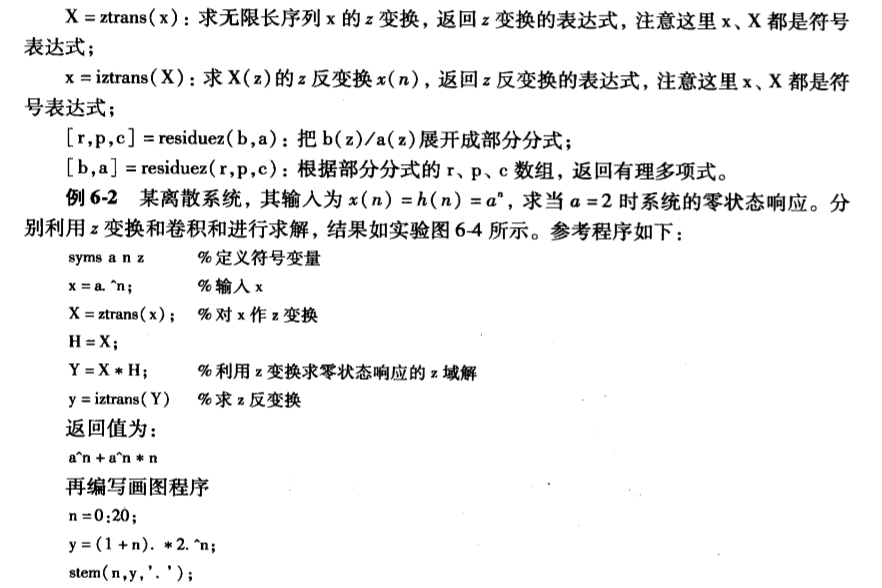 X = ztrans(x)：求无限长序列 x 的 z 变换，返回 z 变换的表达式，注意这里 x、X 都是符号
表达式；
x = iztrans(X)：求 X(z)的 z 反变换 x(n)，返回 z 反变换的表达式，注意这里 x、X 都是符
号表达式；
[r,p,c] = residuez(b,a)：把 b(z)/a(z)展开成部分分式；
[b,a] = residuez(r,p,c)：根据部分分式的 r、p、c 数组，返回有理多项式。
例 6-2 某离散系统，其输入为 x(n) = h(n) = aⁿ，求当 a = 2 时系统的零状态响应。分
别利用 z 变换和卷积和进行求解，结果如实验图 6-4 所示。参考程序如下：
syms a n z %定义符号变量
x = a.^n; %输入 x
X = ztrans(x); %对 x 作 z 变换
H = X;
Y = X * H; %利用 z 变换求零状态响应的 z 域解
y = iztrans(Y) %求 z 反变换
返回值为：
a^n + a^n * n
再编写画图程序
n = 0:20;
y = (1 + n). * 2.^n;
stem(n,y,'.');